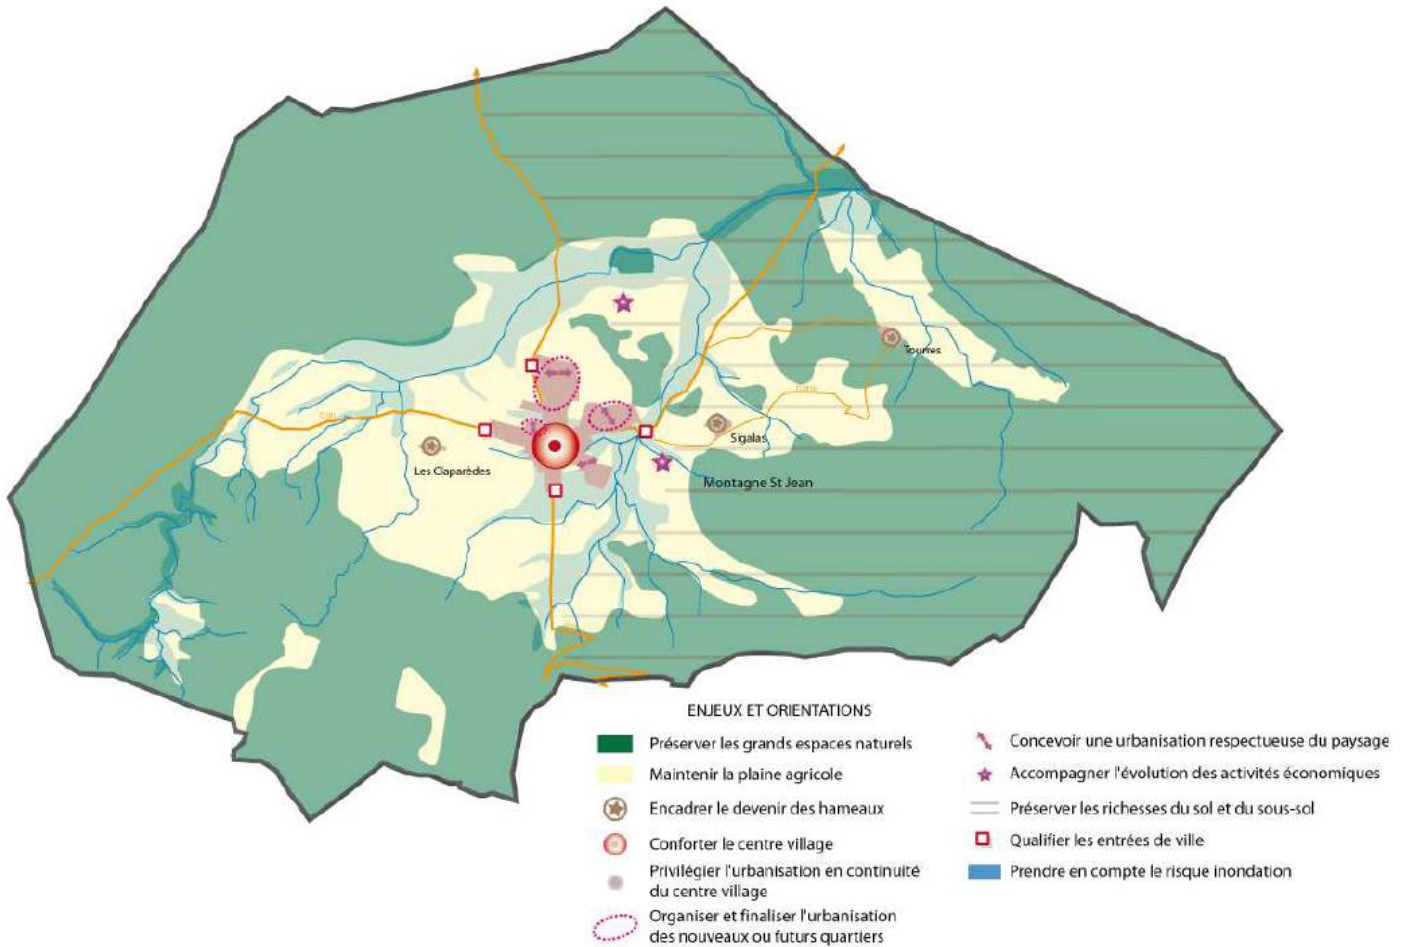 Tourres
Sigalas
Les Claparèdes
Montagne St Jean
ENJEUX ET ORIENTATIONS
Préserver les grands espaces naturels
Maintenir la plaine agricole
Encadrer le devenir des hameaux
Conforter le centre village
Privilégier l'urbanisation en continuité
du centre village
Organiser et finaliser l'urbanisation
des nouveaux ou futurs quartiers
Concevoir une urbanisation respectueuse du paysage
Accompagner l'évolution des activités économiques
Préserver les richesses du sol et du sous-sol
Qualifier les entrées de ville
Prendre en compte le risque inondation